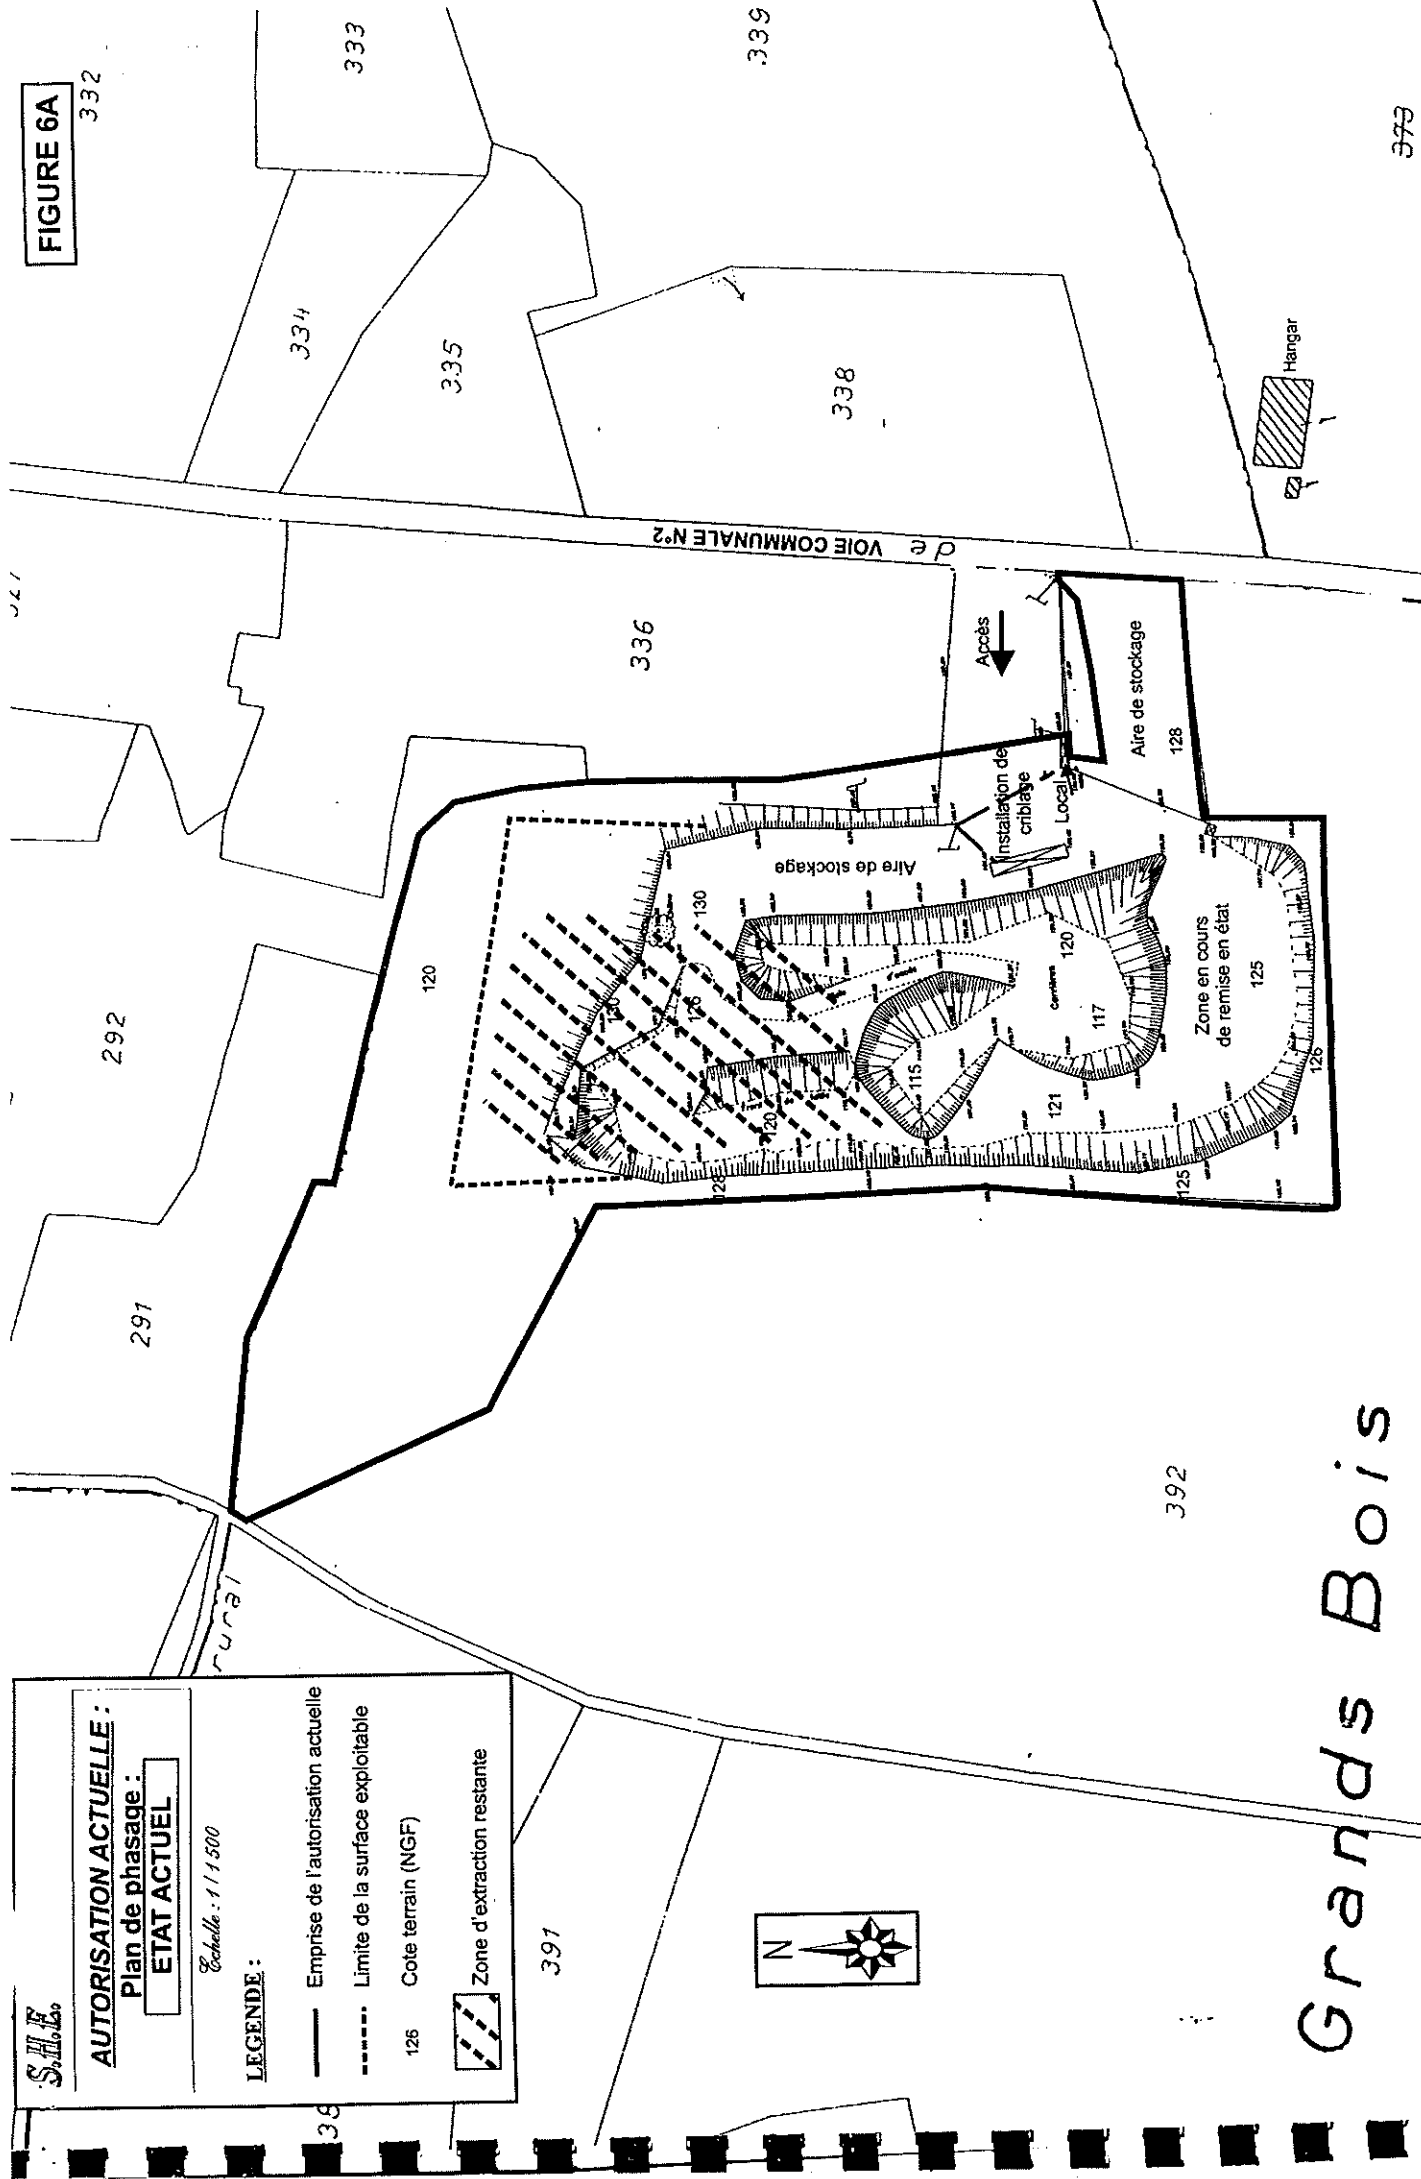 FIGURE 6A
S.H.E.
AUTORISATION ACTUELLE :
Plan de phasage :
ETAT ACTUEL
Echelle : 1/1500
LEGENDE :
Emprise de l'autorisation actuelle
Limite de la surface exploitable
126 Cote terrain (NGF)
Zone d'extraction restante
N
rural
332
333
334
335
338
339
336
292
291
391
392
373
VOIE COMMUNALE N°2
de
Accès
Hangar
Aire de stockage
128
Installation de
criblage
Local
Aire de stockage
120
130
130
126
120
128
115
121
117
120
carrière
125
Zone en cours
de remise en état
125
126
Grands Bois